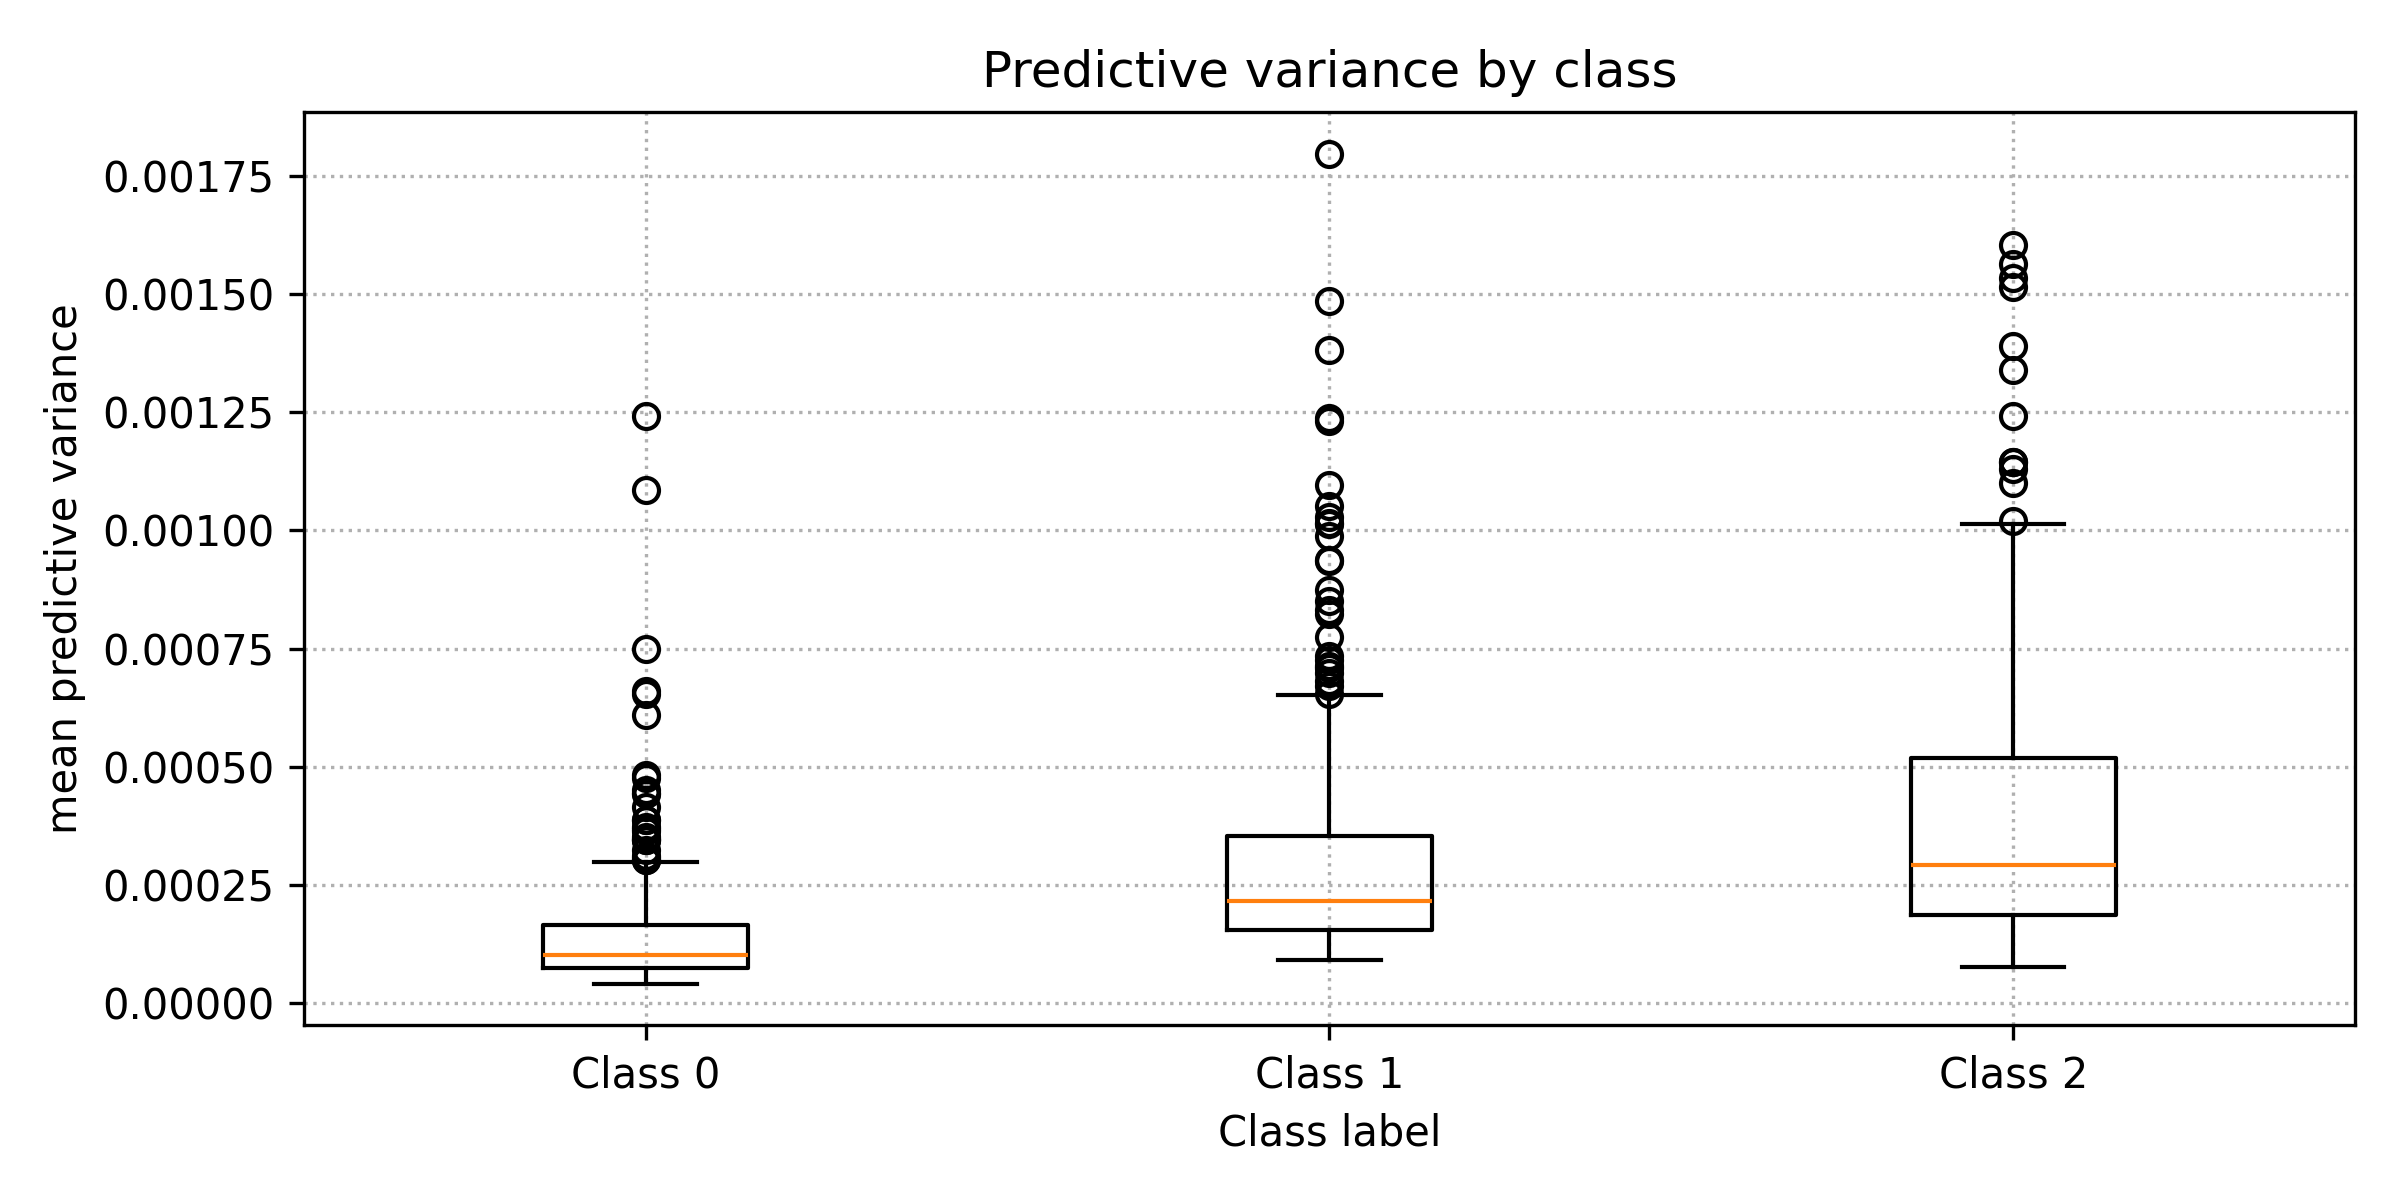 Predictive variance by class
mean predictive variance
0.00175
0.00150
0.00125
0.00100
0.00075
0.00050
0.00025
0.00000
Class 0
Class 1
Class 2
Class label